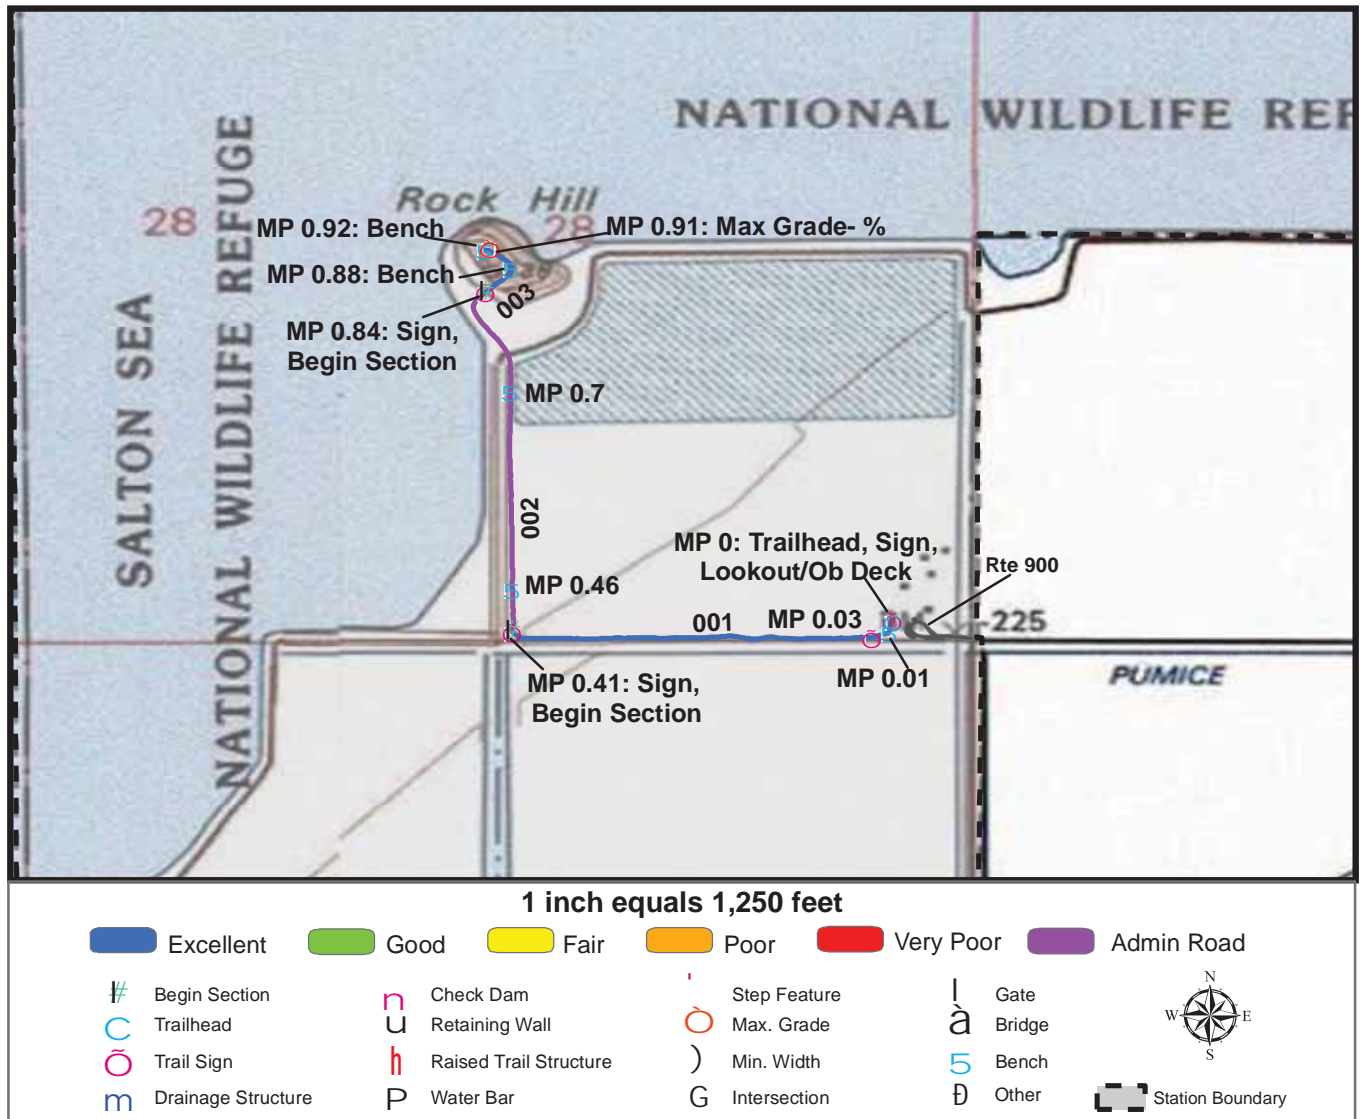 NATIONAL WILDLIFE REF
Rock Hill
28
28
MP 0.92: Bench
MP 0.91: Max Grade- %
MP 0.88: Bench
003
MP 0.84: Sign,
Begin Section
SALTON SEA
NATIONAL WILDLIFE REFUGE
MP 0.7
002
MP 0: Trailhead, Sign,
Lookout/Ob Deck
Rte 900
MP 0.46
001
MP 0.03
225
MP 0.01
MP 0.41: Sign,
Begin Section
PUMICE
1 inch equals 1,250 feet
Excellent
Good
Fair
Poor
Very Poor
Admin Road
Begin Section
Check Dam
Step Feature
Gate
Trailhead
Retaining Wall
Max. Grade
Bridge
Trail Sign
Raised Trail Structure
Min. Width
Bench
Drainage Structure
Water Bar
Intersection
Other
Station Boundary
N
W
E
S